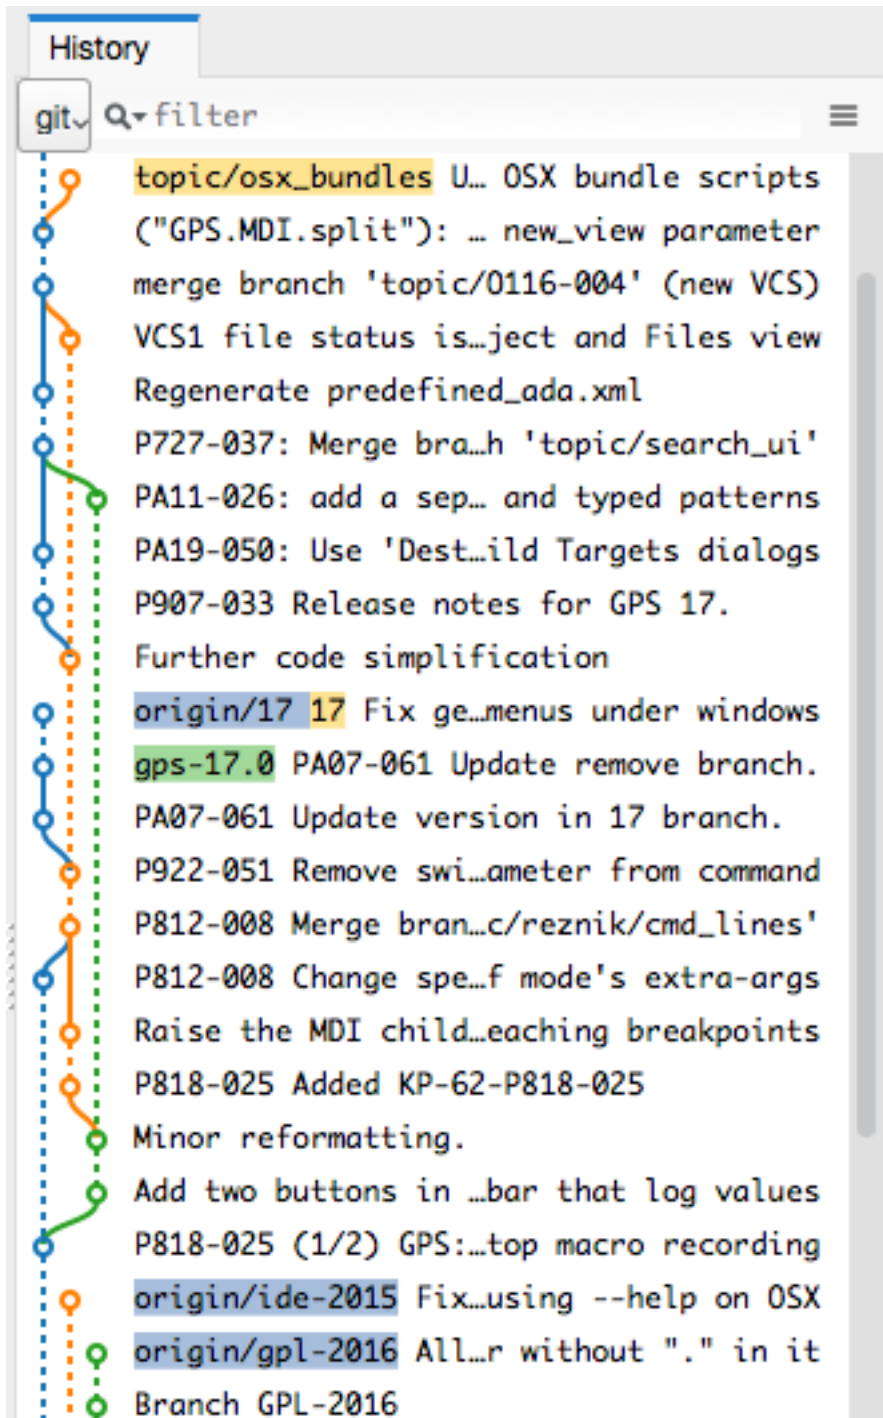 History
git filter
topic/osx_bundles U… OSX bundle scripts
("GPS.MDI.split"): … new_view parameter
merge branch 'topic/O116-004' (new VCS)
VCS1 file status is…ject and Files view
Regenerate predefined_ada.xml
P727-037: Merge bra…h 'topic/search_ui'
PA11-026: add a sep… and typed patterns
PA19-050: Use 'Dest…ild Targets dialogs
P907-033 Release notes for GPS 17.
Further code simplification
origin/17 17 Fix ge…menus under windows
gps-17.0 PA07-061 Update remove branch.
PA07-061 Update version in 17 branch.
P922-051 Remove swi…ameter from command
P812-008 Merge bran…c/reznik/cmd_lines'
P812-008 Change spe…f mode's extra-args
Raise the MDI child…eaching breakpoints
P818-025 Added KP-62-P818-025
Minor reformatting.
Add two buttons in …bar that log values
P818-025 (1/2) GPS:…top macro recording
origin/ide-2015 Fix…using --help on OSX
origin/gpl-2016 All…r without "." in it
Branch GPL-2016